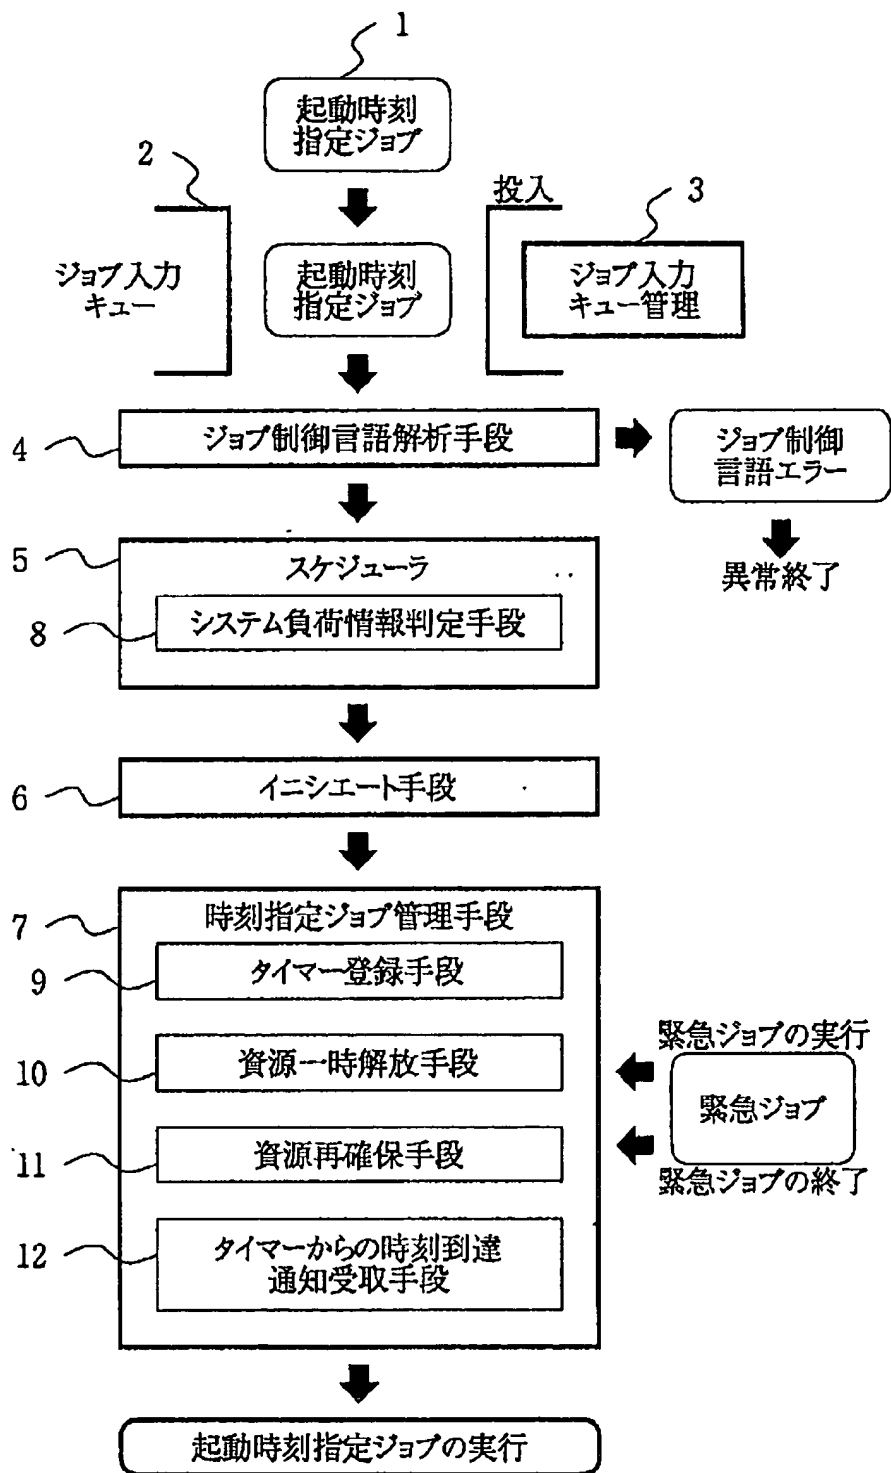 1
起動時刻
指定ジョブ
2
投入
3
ジョブ入力
キュー
起動時刻
指定ジョブ
ジョブ入力
キュー管理
4
ジョブ制御言語解析手段
ジョブ制御
言語エラー
異常終了
5
スケジューラ
8
システム負荷情報判定手段
6
イニシエート手段
7
時刻指定ジョブ管理手段
9
タイマー登録手段
10
資源一時解放手段
11
資源再確保手段
12
タイマーからの時刻到達
通知受取手段
緊急ジョブの実行
緊急ジョブ
緊急ジョブの終了
起動時刻指定ジョブの実行